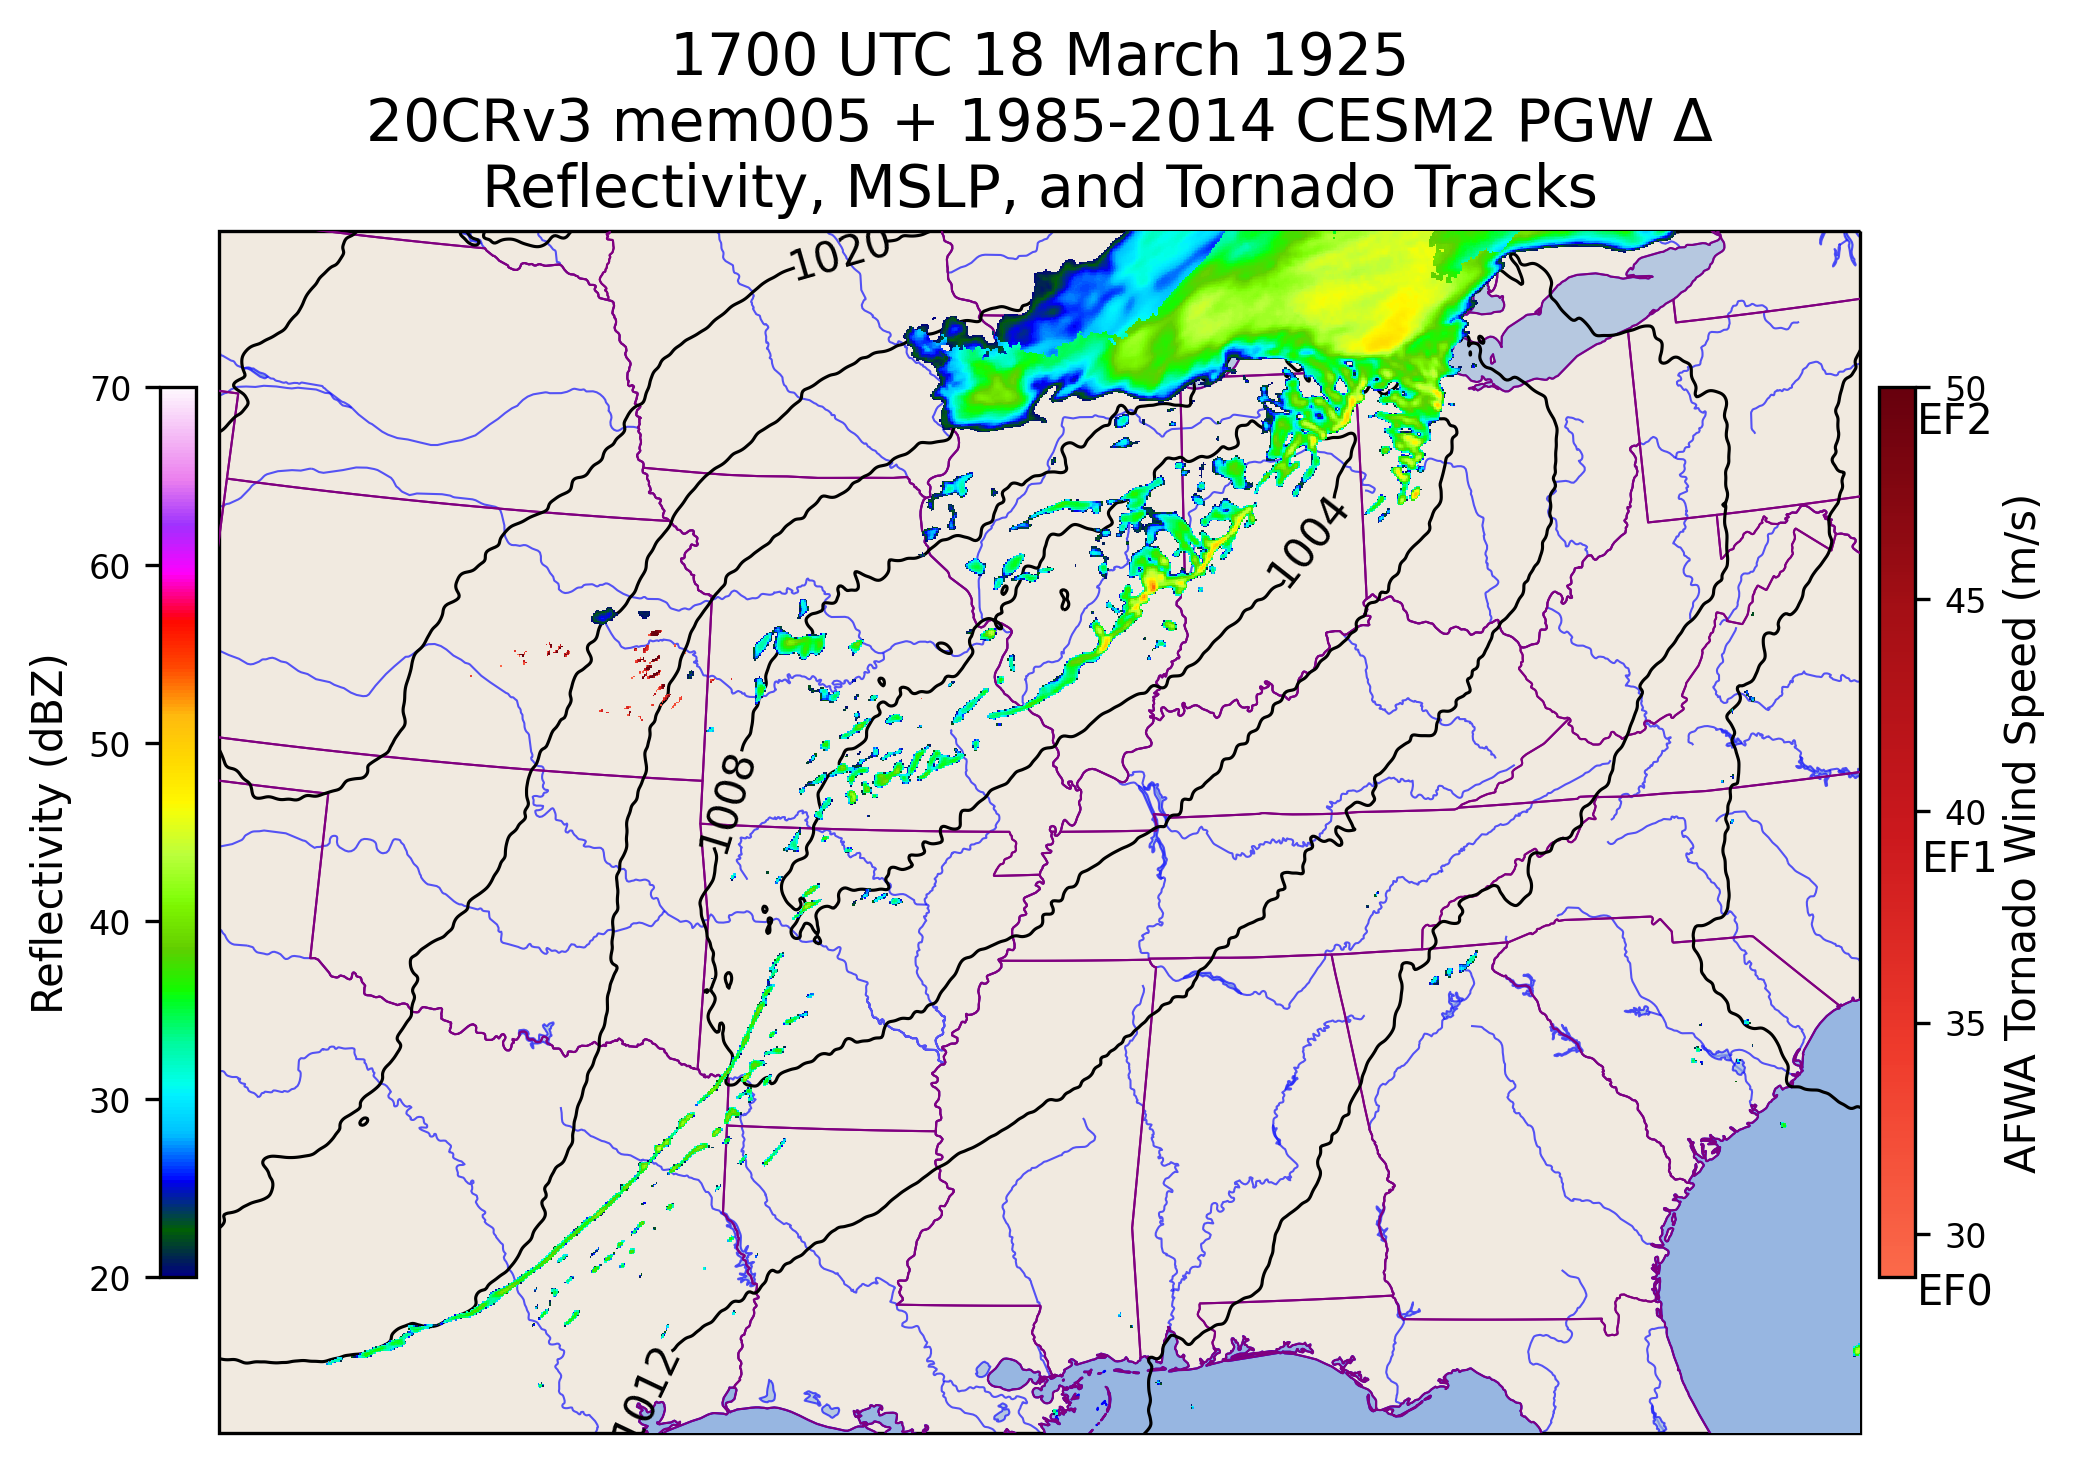 1700 UTC 18 March 1925
20CRv3 mem005 + 1985-2014 CESM2 PGW Δ
Reflectivity, MSLP, and Tornado Tracks
1020
1004
1008
1012
70
60
50
40
30
20
Reflectivity (dBZ)
50
EF2
45
40
EF1
35
30
EF0
AFWA Tornado Wind Speed (m/s)